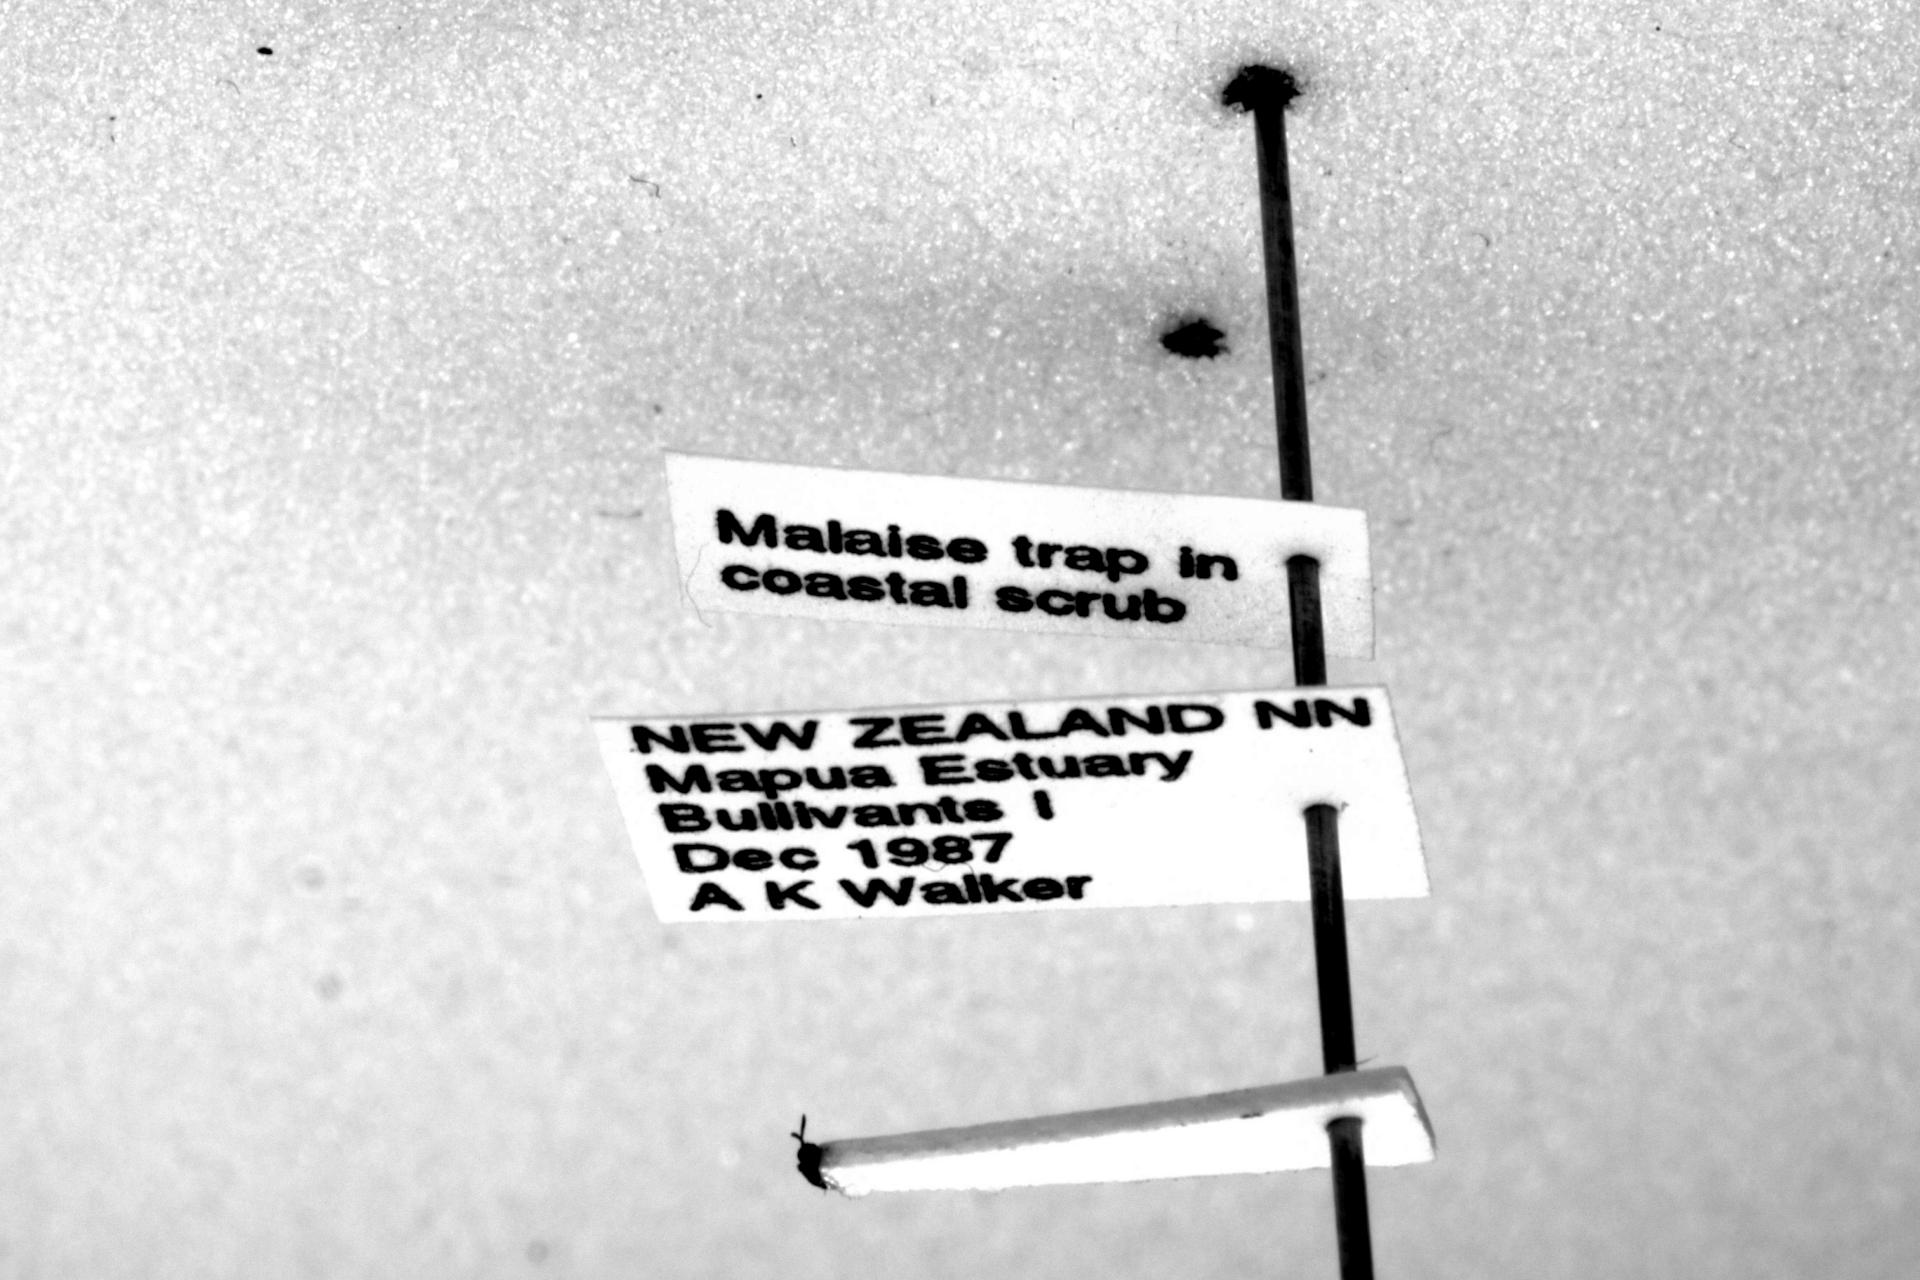 Malaise trap in
coastal scrub
NEW ZEALAND NN
Mapua Estuary
Bullivants I
Dec 1987
A K Walker